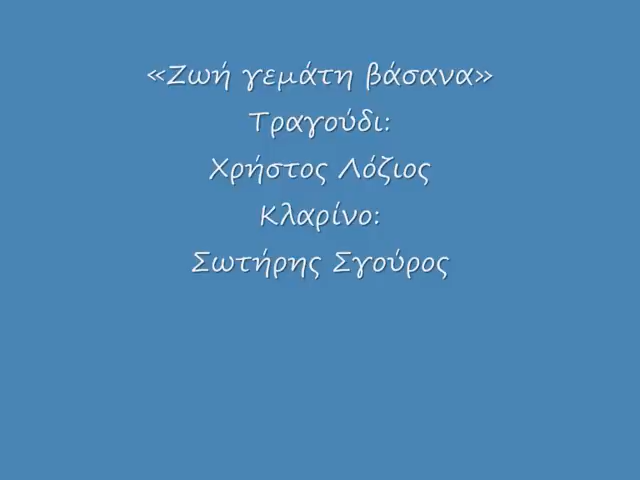 «Ζωή γεμάτη βάσανα»
Τραγούδι:
Χρήστος Λόζιος
Κλαρίνο:
Σωτήρης Σγούρος